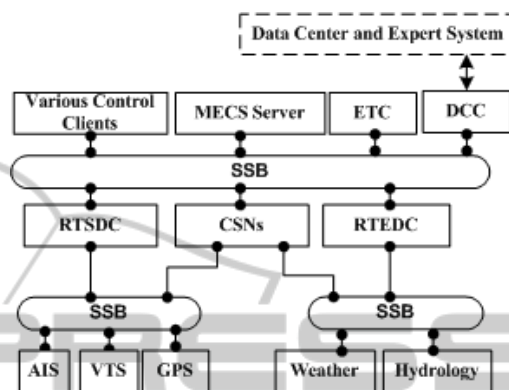 Data Center and Expert System
Various Control
Clients
MECS Server
ETC
DCC
SSB
RTSDC
CSNs
RTEDC
SSB
SSB
AIS
VTS
GPS
Weather
Hydrology